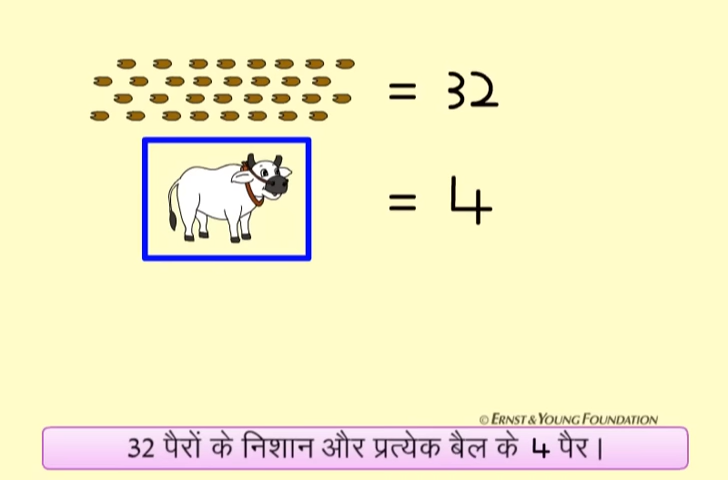 = 32
= 4
© ERNST & YOUNG FOUNDATION
32 पैरों के निशान और प्रत्येक बैल के 4 पैर |